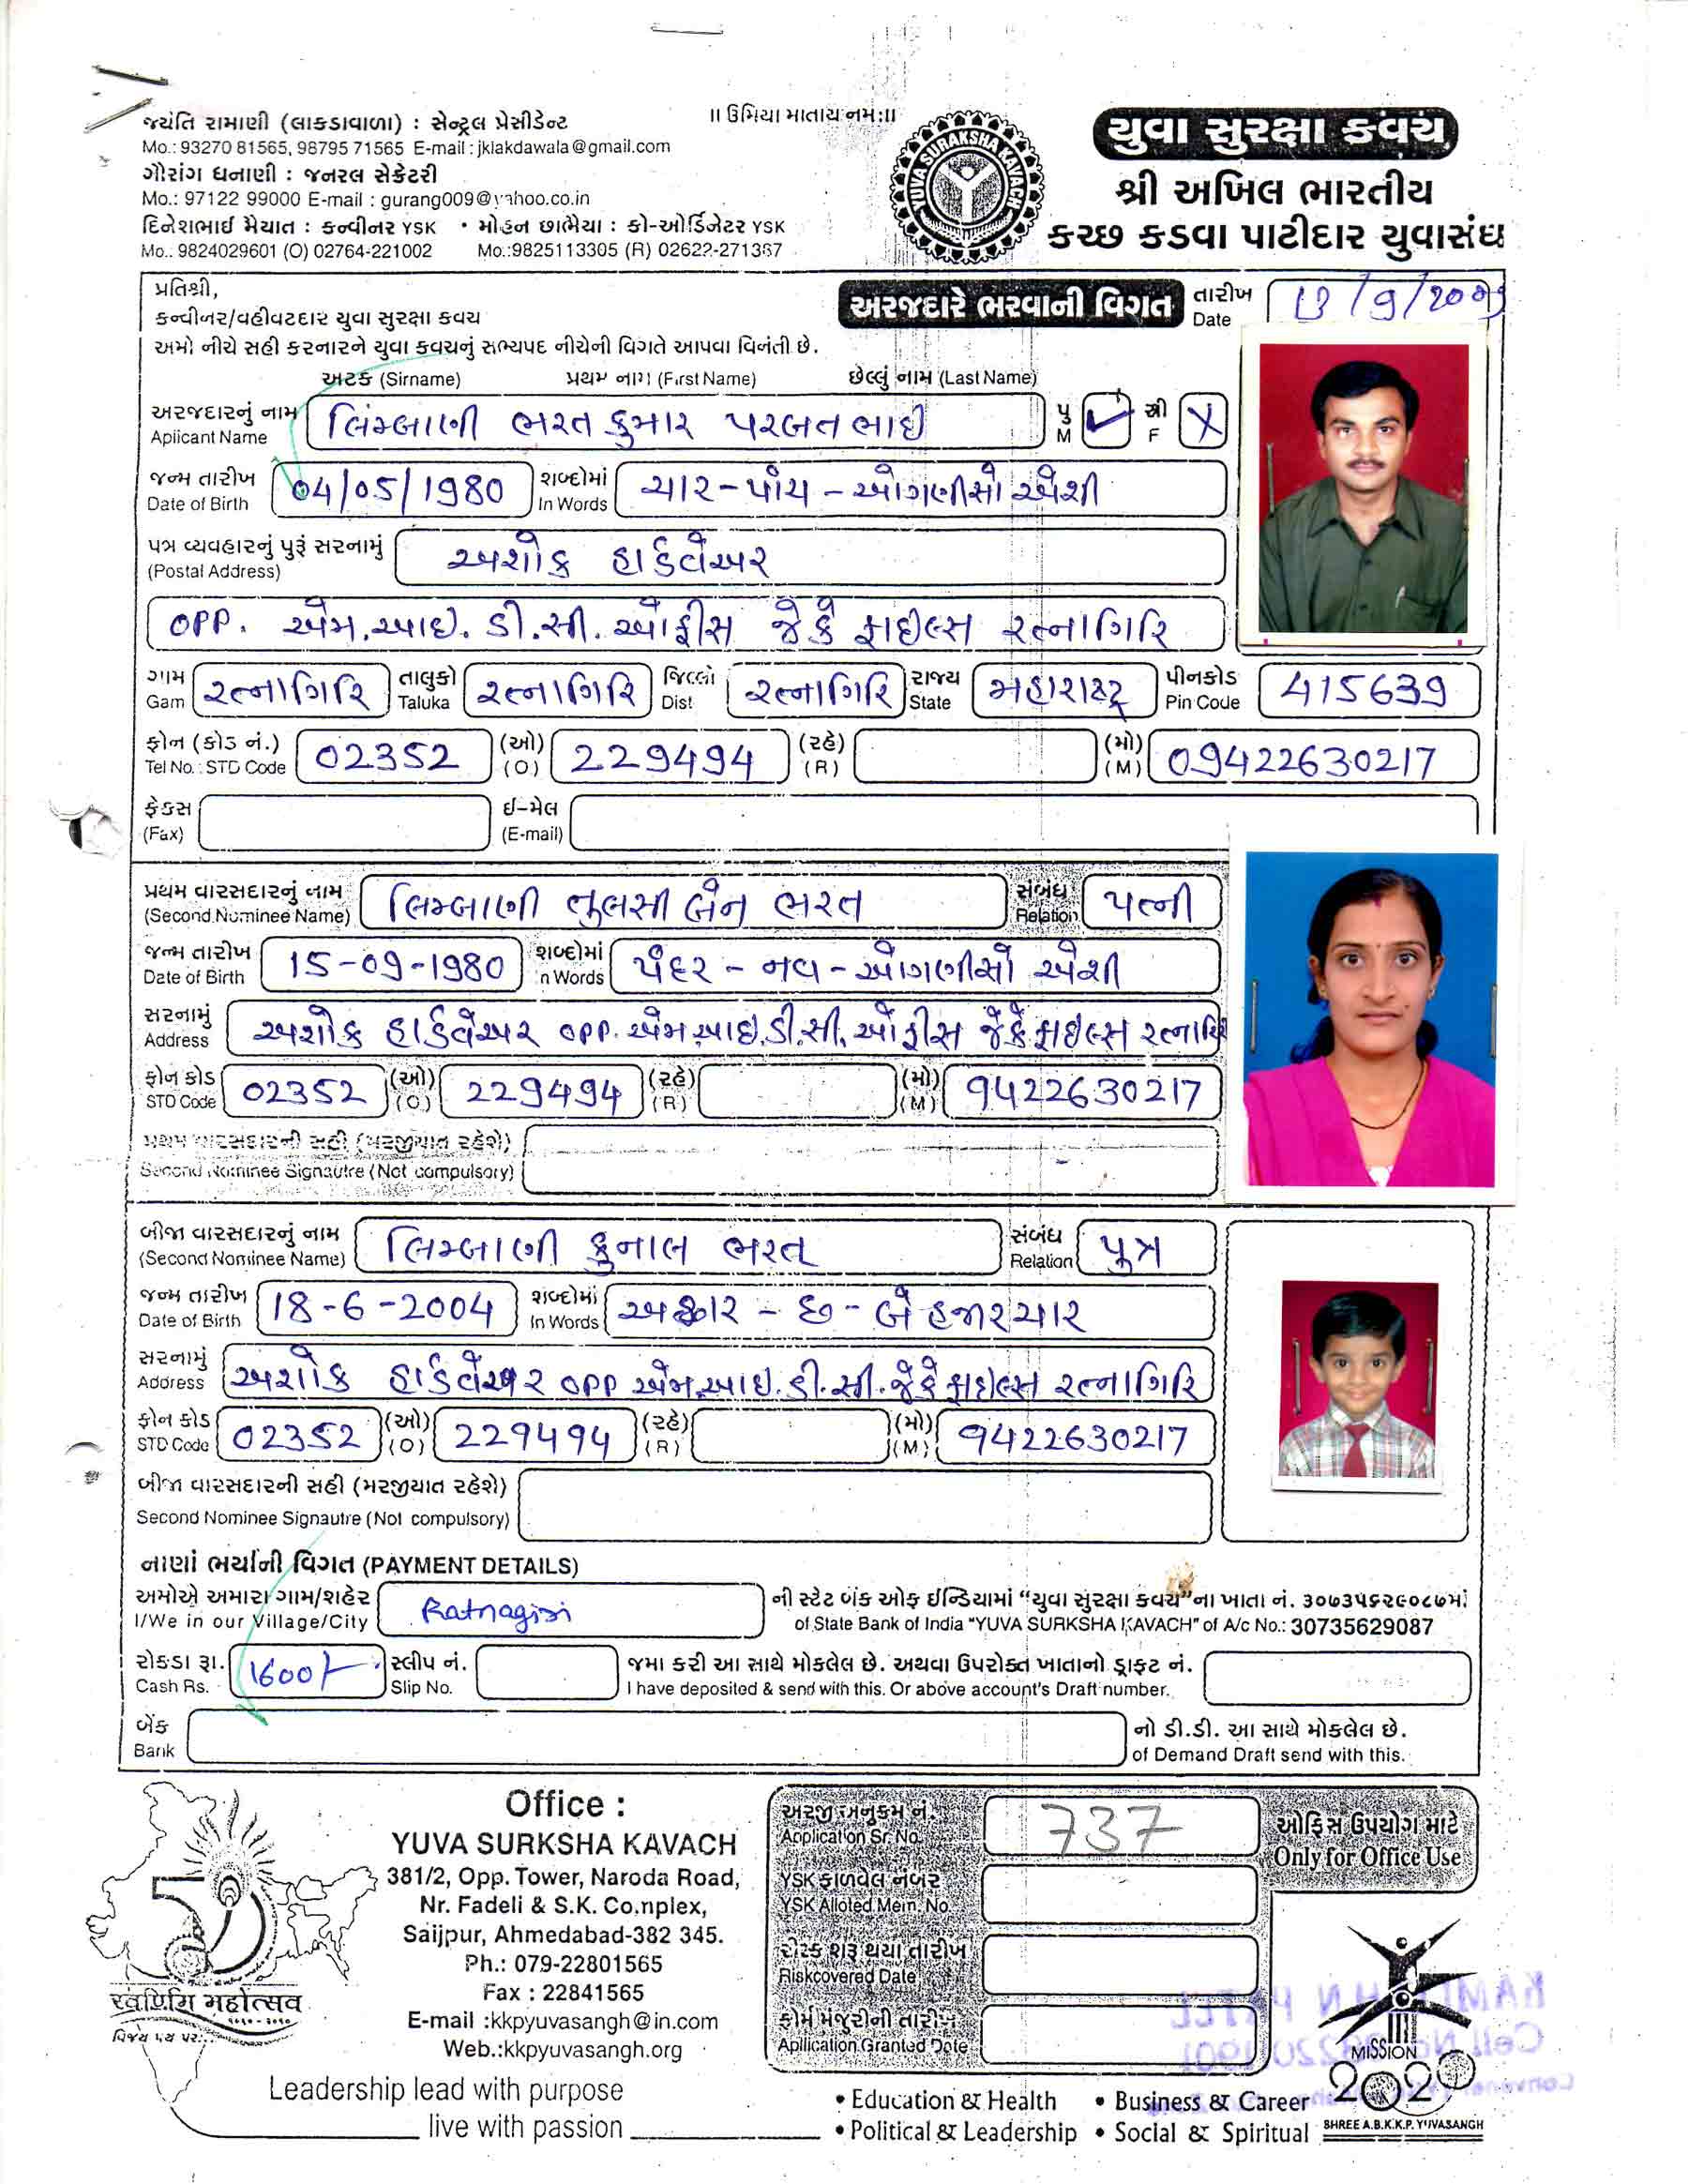 ॥ ઉમિયા માતાય નમ:॥
જયંતિ રામાણી (લાકડાવાળા) : સેન્ટ્રલ પ્રેસીડેન્ટ
Mo.: 93270 81565, 98795 71565 E-mail : jklakdawala@gmail.com
ગૌરાંગ ધનાણી : જનરલ સેક્રેટરી
Mo.: 97122 99000 E-mail : gurang009@yahoo.co.in
દિનેશભાઈ મૈયાત : કન્વીનર YSK • મોહન છાભૈયા : કો-ઓર્ડિનેટર YSK
Mo.: 9824029601 (O) 02764-221002 Mo.:9825113305 (R) 02622-271367
YUVA SURAKSHA KAVACH
યુવા સુરક્ષા કવચ
શ્રી અખિલ ભારતીય
કચ્છ કડવા પાટીદાર યુવાસંઘ
પ્રતિશ્રી,
કન્વીનર/વહીવટદાર યુવા સુરક્ષા કવચ
અમો નીચે સહી કરનારને યુવા કવચનું સભ્યપદ નીચેની વિગતે આપવા વિનંતી છે.
અરજદારે ભરવાની વિગત
તારીખ
Date /9/2009
અટક (Sirname) પ્રથમ નામ (First Name) છેલ્લું નામ (Last Name)
અરજદારનું નામ લિમ્બાણી ભરત કુમાર પરબત ભાઈ પુ ✓ સ્ત્રી X
Aplicant Name M F
જન્મ તારીખ 04/05/1980 શબ્દોમાં ચાર-પાંચ-ઓગણીસો એંશી
Date of Birth In Words
પત્ર વ્યવહારનું પુરૂં સરનામું અશોક હાર્ડવેઅર
(Postal Address)
OPP. એમ.આઇ.ડી.સી. ઓફીસ જે કે ફાઇલ્સ રત્નાગિરિ
ગામ રત્નાગિરિ તાલુકો રત્નાગિરિ જિલ્લો રત્નાગિરિ રાજ્ય મહારાષ્ટ્ર પીનકોડ 415639
Gam Taluka Dist State Pin Code
ફોન (કોડ નં.) 02352 (ઓ) 229494 (રહે) (મો) 09422630217
Tel No.: STD Code (O) (R) (M)
ફેકસ ઈ-મેલ
(Fax) (E-mail)
પ્રથમ વારસદારનું નામ લિમ્બાણી તુલસી બેન ભરત સંબંધ પત્ની
(Second Nominee Name) Relation
જન્મ તારીખ 15-09-1980 શબ્દોમાં પંદર-નવ-ઓગણીસો એંશી
Date of Birth In Words
સરનામું અશોક હાર્ડવેઅર OPP. એમ.આઇ.ડી.સી. ઓફીસ જે કે ફાઇલ્સ રત્નાગિરિ
Address
ફોન કોડ 02352 (ઓ) 229494 (રહે) (મો) 9422630217
STD Code (O) (R) (M)
પ્રથમ વારસદારની સહી (મરજીયાત રહેશે)
Second Nominee Signautre (Not compulsory)
બીજા વારસદારનું નામ લિમ્બાણી કુનાલ ભરત સંબંધ પુત્ર
(Second Nominee Name) Relation
જન્મ તારીખ 18-6-2004 શબ્દોમાં અઢાર-છ-બે હજાર ચાર
Date of Birth In Words
સરનામું અશોક હાર્ડવેઅર OPP એમ.આઇ.ડી.સી. જે કે ફાઇલ્સ રત્નાગિરિ
Address
ફોન કોડ 02352 (ઓ) 229494 (રહે) (મો) 9422630217
STD Code (O) (R) (M)
બીજા વારસદારની સહી (મરજીયાત રહેશે)
Second Nominee Signautre (Not compulsory)
નાણાં ભર્યાની વિગત (PAYMENT DETAILS)
અમોએ અમારા ગામ/શહેર Ratnagiri ની સ્ટેટ બંક ઓફ ઈન્ડિયામાં “યુવા સુરક્ષા કવચ”ના ખાતા નં. ૩૦૭૩૫૬૨૯૦૮૭માં
I/We in our Village/City of State Bank of India “YUVA SURKSHA KAVACH” of A/c No.: 30735629087
રોકડા રૂા. 1600/- સ્લીપ નં. જમા કરી આ સાથે મોકલેલ છે. અથવા ઉપરોક્ત ખાતાનો ડ્રાફ્ટ નં.
Cash Rs. Slip No. I have deposited & send with this. Or above account's Draft number.
બેંક નો ડી.ડી. આ સાથે મોકલેલ છે.
Bank of Demand Draft send with this.
સ્વર્ણિમ મહોત્સવ
વિજય પથ પર...
Office :
YUVA SURKSHA KAVACH
381/2, Opp. Tower, Naroda Road,
Nr. Fadeli & S.K. Complex,
Saijpur, Ahmedabad-382 345.
Ph.: 079-22801565
Fax : 22841565
E-mail :kkpyuvasangh@in.com
Web.:kkpyuvasangh.org
Leadership lead with purpose
live with passion
અરજી અનુક્રમ નં. 737
Application Sr. No.
YSK ફાળવેલ નંબર
YSK Alloted Mem. No.
રીસ્ક શરૂ થયા તારીખ
Riskcovered Date
ફોર્મ મંજુરીની તારીખ
Apllication Granted Date
ઓફિસ ઉપયોગ માટે
Only for Office Use
MISSION
2020
SHREE A.B.K.K.P. YUVASANGH
• Education & Health • Business & Career
• Political & Leadership • Social & Spiritual